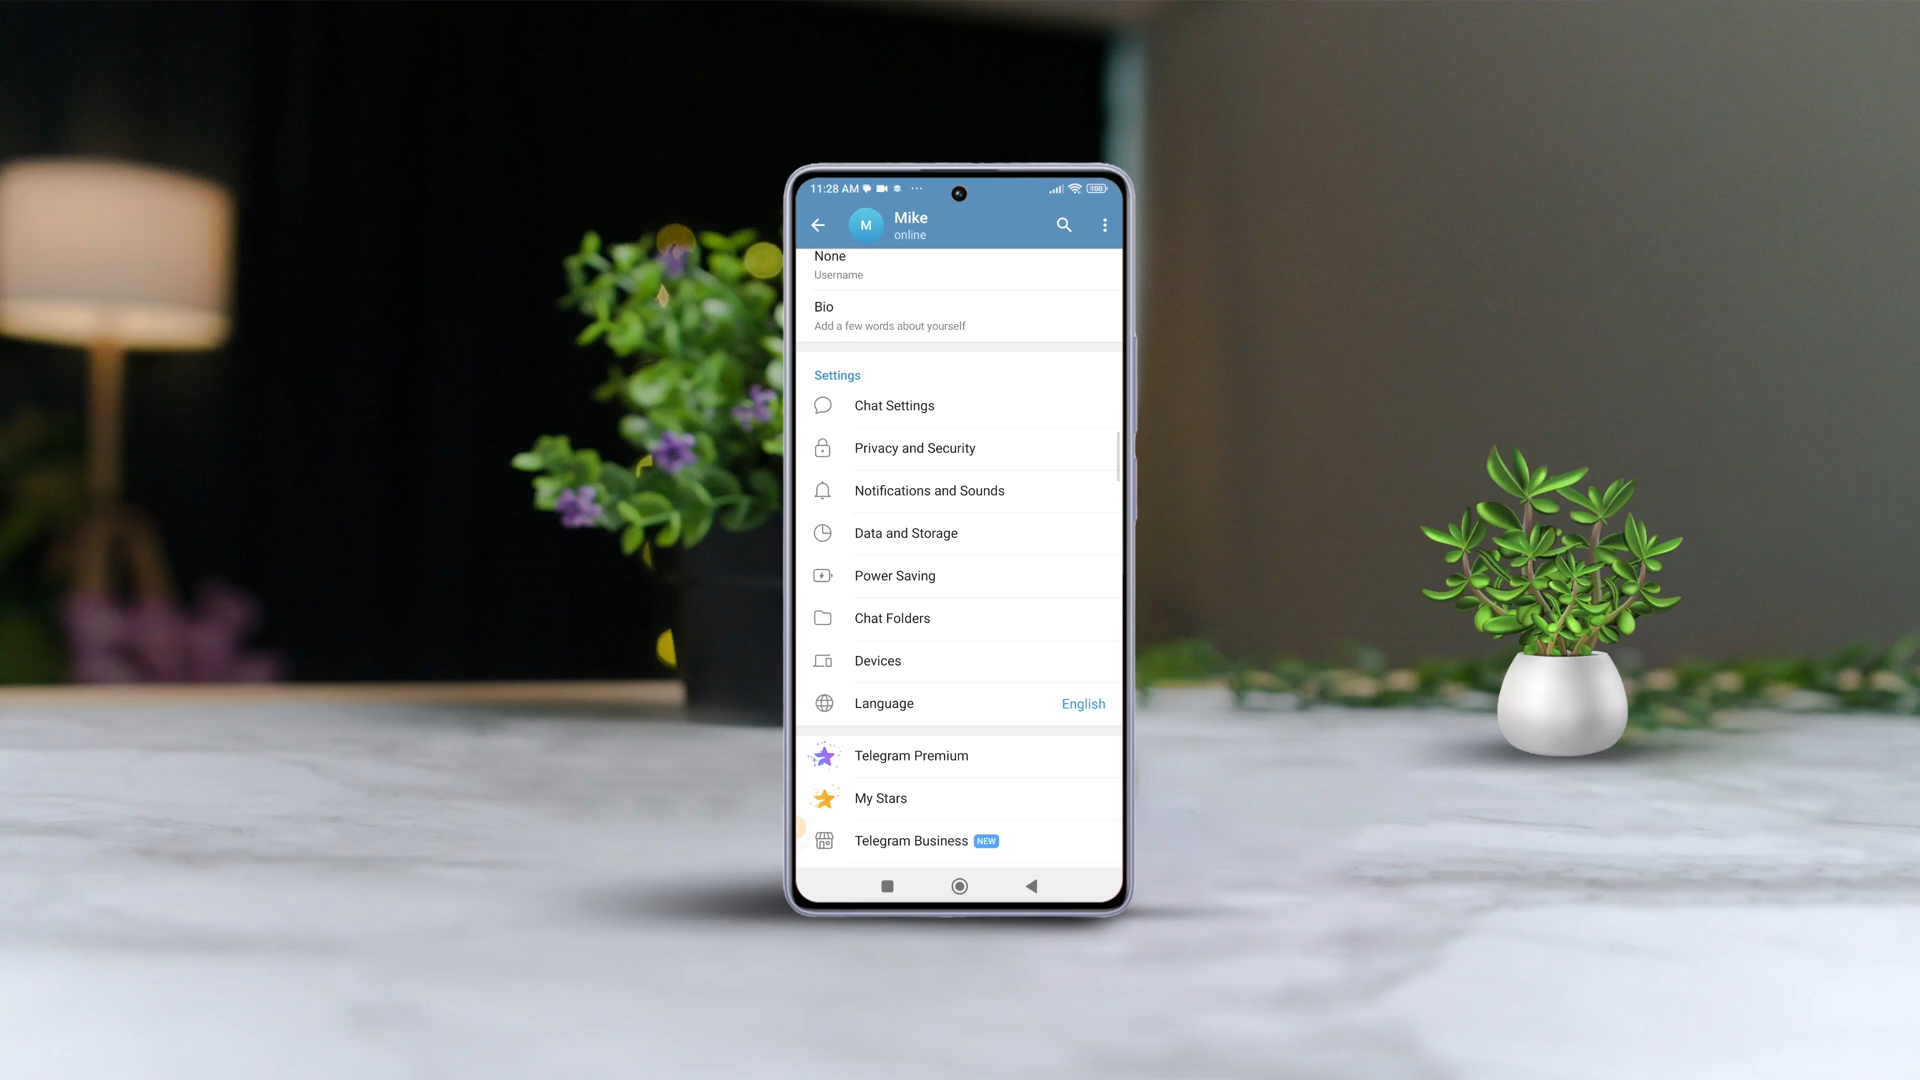 11:28 AM ... 100
M
Mike
online
None
Username
Bio
Add a few words about yourself
Settings
Chat Settings
Privacy and Security
Notifications and Sounds
Data and Storage
Power Saving
Chat Folders
Devices
Language English
Telegram Premium
My Stars
Telegram Business NEW